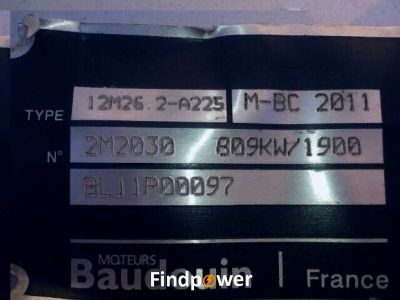 TYPE 12M26.2-A225 M-BC 2011
N° 2M2030 809KW/1900
BL11P00097
MOTEURS
Baudouin France
Findpower